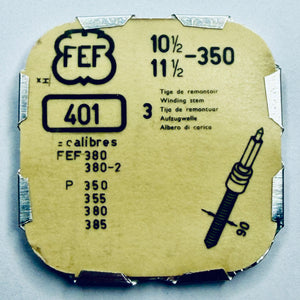 FEF
10½ -350
11½
401
3
Tige de remontoir
Winding stem
Tija de remontuar
Aufzugwelle
Albero di carica
= calibres
FEF 380
380-2
P 350
355
380
385
90